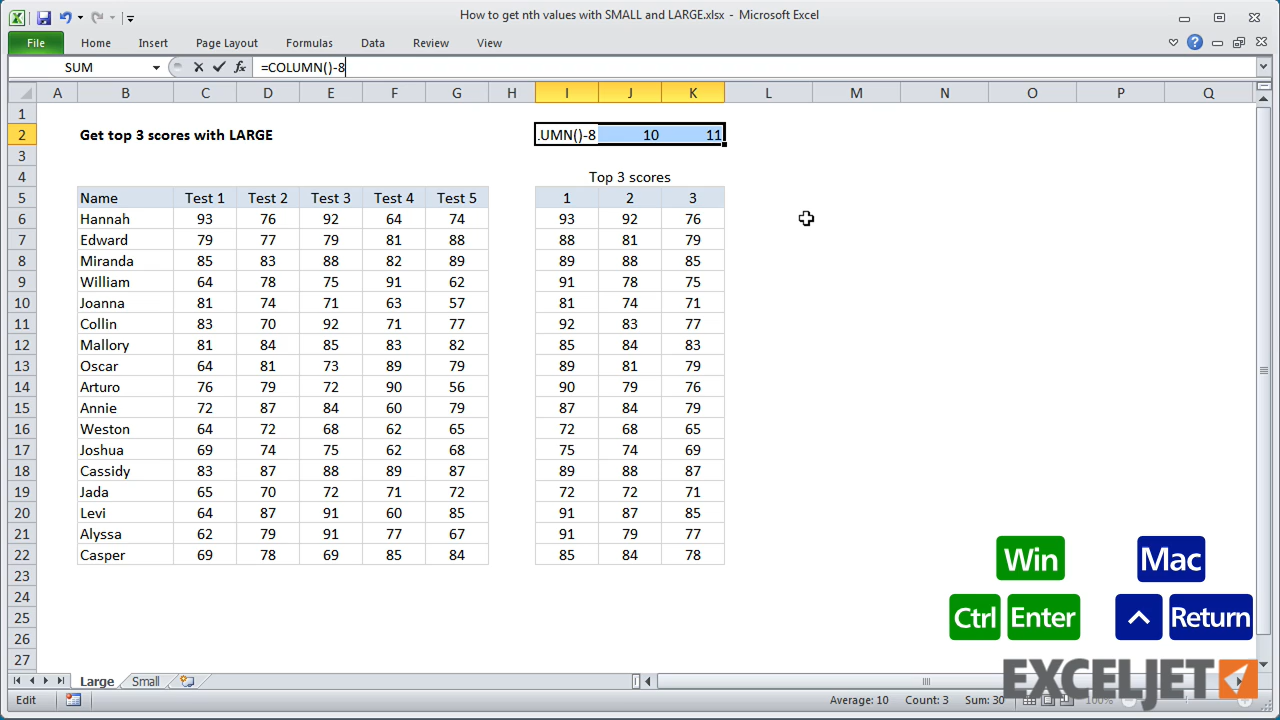 How to get nth values with SMALL and LARGE.xlsx - Microsoft Excel
File Home Insert Page Layout Formulas Data Review View
SUM =COLUMN()-8
A B C D E F G H I J K L M N O P Q
1
2 Get top 3 scores with LARGE .UMN()-8 10 11
3
4 Top 3 scores
5 Name Test 1 Test 2 Test 3 Test 4 Test 5 1 2 3
6 Hannah 93 76 92 64 74 93 92 76
7 Edward 79 77 79 81 88 88 81 79
8 Miranda 85 83 88 82 89 89 88 85
9 William 64 78 75 91 62 91 78 75
10 Joanna 81 74 71 63 57 81 74 71
11 Collin 83 70 92 71 77 92 83 77
12 Mallory 81 84 85 83 82 85 84 83
13 Oscar 64 81 73 89 79 89 81 79
14 Arturo 76 79 72 90 56 90 79 76
15 Annie 72 87 84 60 79 87 84 79
16 Weston 64 72 68 62 65 72 68 65
17 Joshua 69 74 75 62 68 75 74 69
18 Cassidy 83 87 88 89 87 89 88 87
19 Jada 65 70 72 71 72 72 72 71
20 Levi 64 87 91 60 85 91 87 85
21 Alyssa 62 79 91 77 67 91 79 77
22 Casper 69 78 69 85 84 85 84 78
23
24
25
26
27
Win Mac
Ctrl Enter ^ Return
EXCELJET
Large Small
Edit Average: 10 Count: 3 Sum: 30 100%